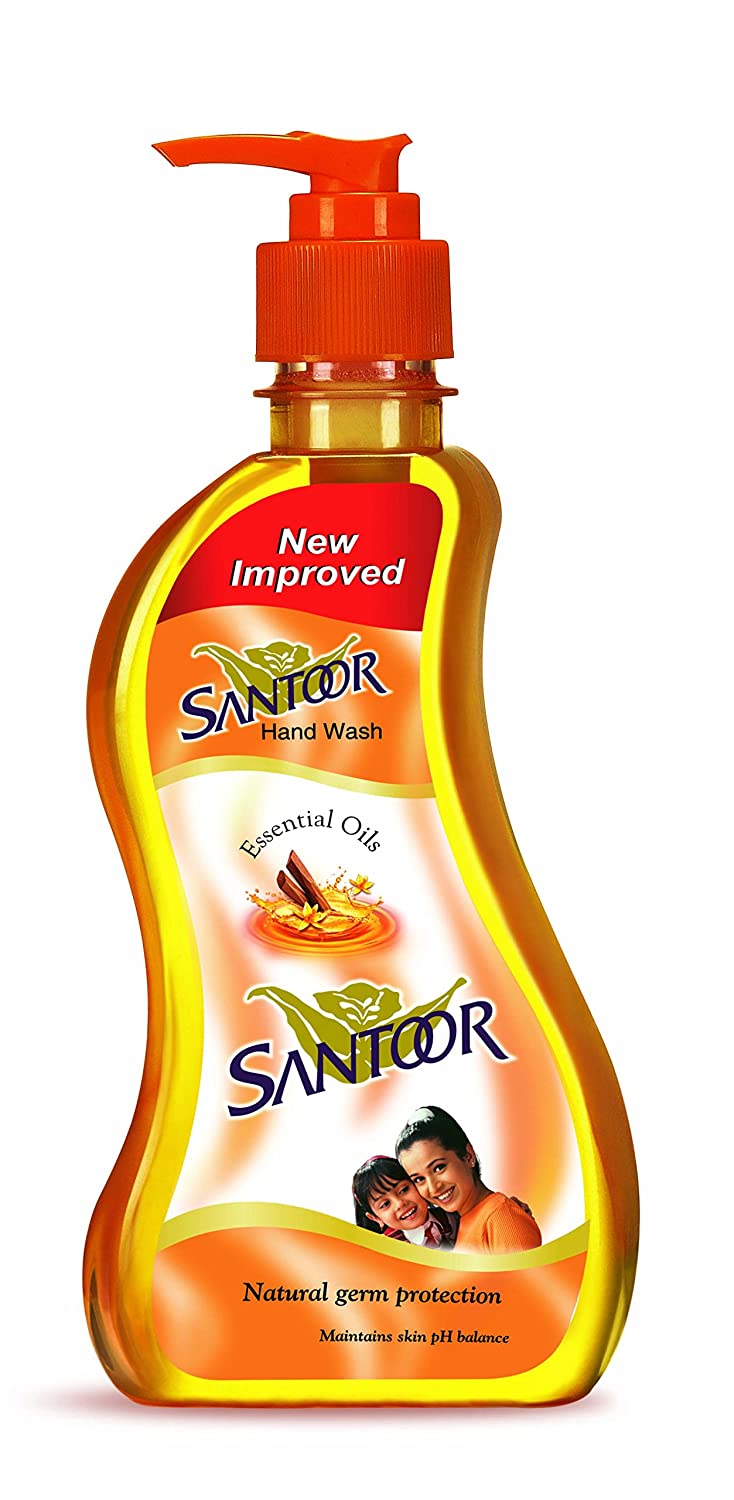 New
Improved
SANTOOR
Hand Wash
Essential Oils
SANTOOR
Natural germ protection
Maintains skin pH balance